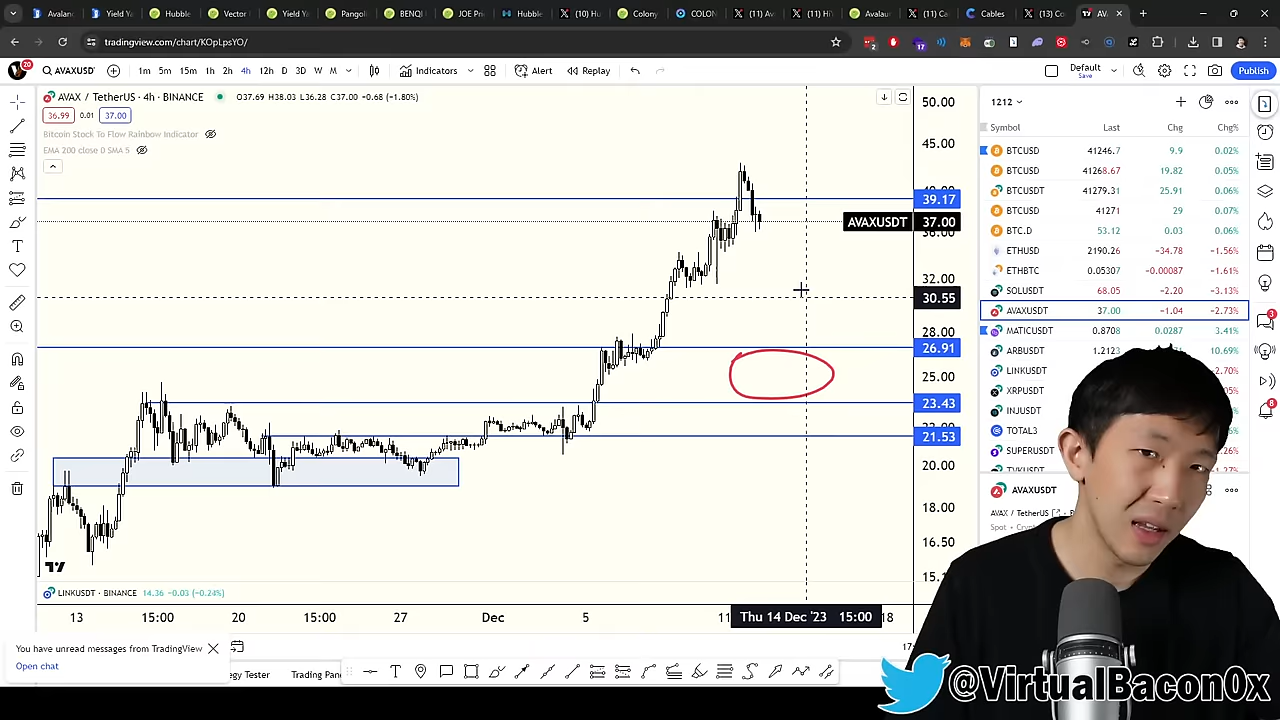 Avalan Yield Ya Hubble Vector Yield Ya Pango BENQI JOE Pri Hubble (10) Hu Colony COLON (11) Av (11) Hi Avalau (11) Ca Cables (13) Co AV
tradingview.com/chart/KOpLpsYO/
20 AVAXUSD 1m 5m 15m 1h 2h 4h 12h D 3D W M Indicators Alert Replay Default Save Publish
AVAX / TetherUS · 4h · BINANCE O37.69 H38.03 L36.28 C37.00 −0.68 (−1.80%)
36.99 0.01 37.00
Bitcoin Stock To Flow Rainbow Indicator
EMA 200 close 0 SMA 5
50.00
45.00
39.17
AVAXUSDT 37.00
36.00
32.00
30.55
28.00
26.91
25.00
23.43
21.53
20.00
18.00
16.50
LINKUSDT · BINANCE 14.36 −0.03 (−0.24%)
13 15:00 20 15:00 27 Dec 5 11 Thu 14 Dec '23 15:00 18
You have unread messages from TradingView
Open chat
Trading Pan
1212
Symbol Last Chg Chg%
BTCUSD 41246.7 9.9 0.02%
BTCUSD 41268.67 19.82 0.05%
BTCUSDT 41279.31 25.91 0.06%
BTCUSD 41271 29 0.07%
BTC.D 53.12 0.03 0.06%
ETHUSD 2190.26 −34.78 −1.56%
ETHBTC 0.05307 −0.00087 −1.61%
SOLUSDT 68.05 −2.20 −3.13%
AVAXUSDT 37.00 −1.04 −2.73%
MATICUSDT 0.8708 0.0287 3.41%
ARBUSDT 1.2123 10.69%
LINKUSDT −2.70%
XRPUSDT
INJUSDT
TOTAL3
SUPERUSDT
AVAXUSDT
AVAX / TetherUS
Spot
@VirtualBacon0x